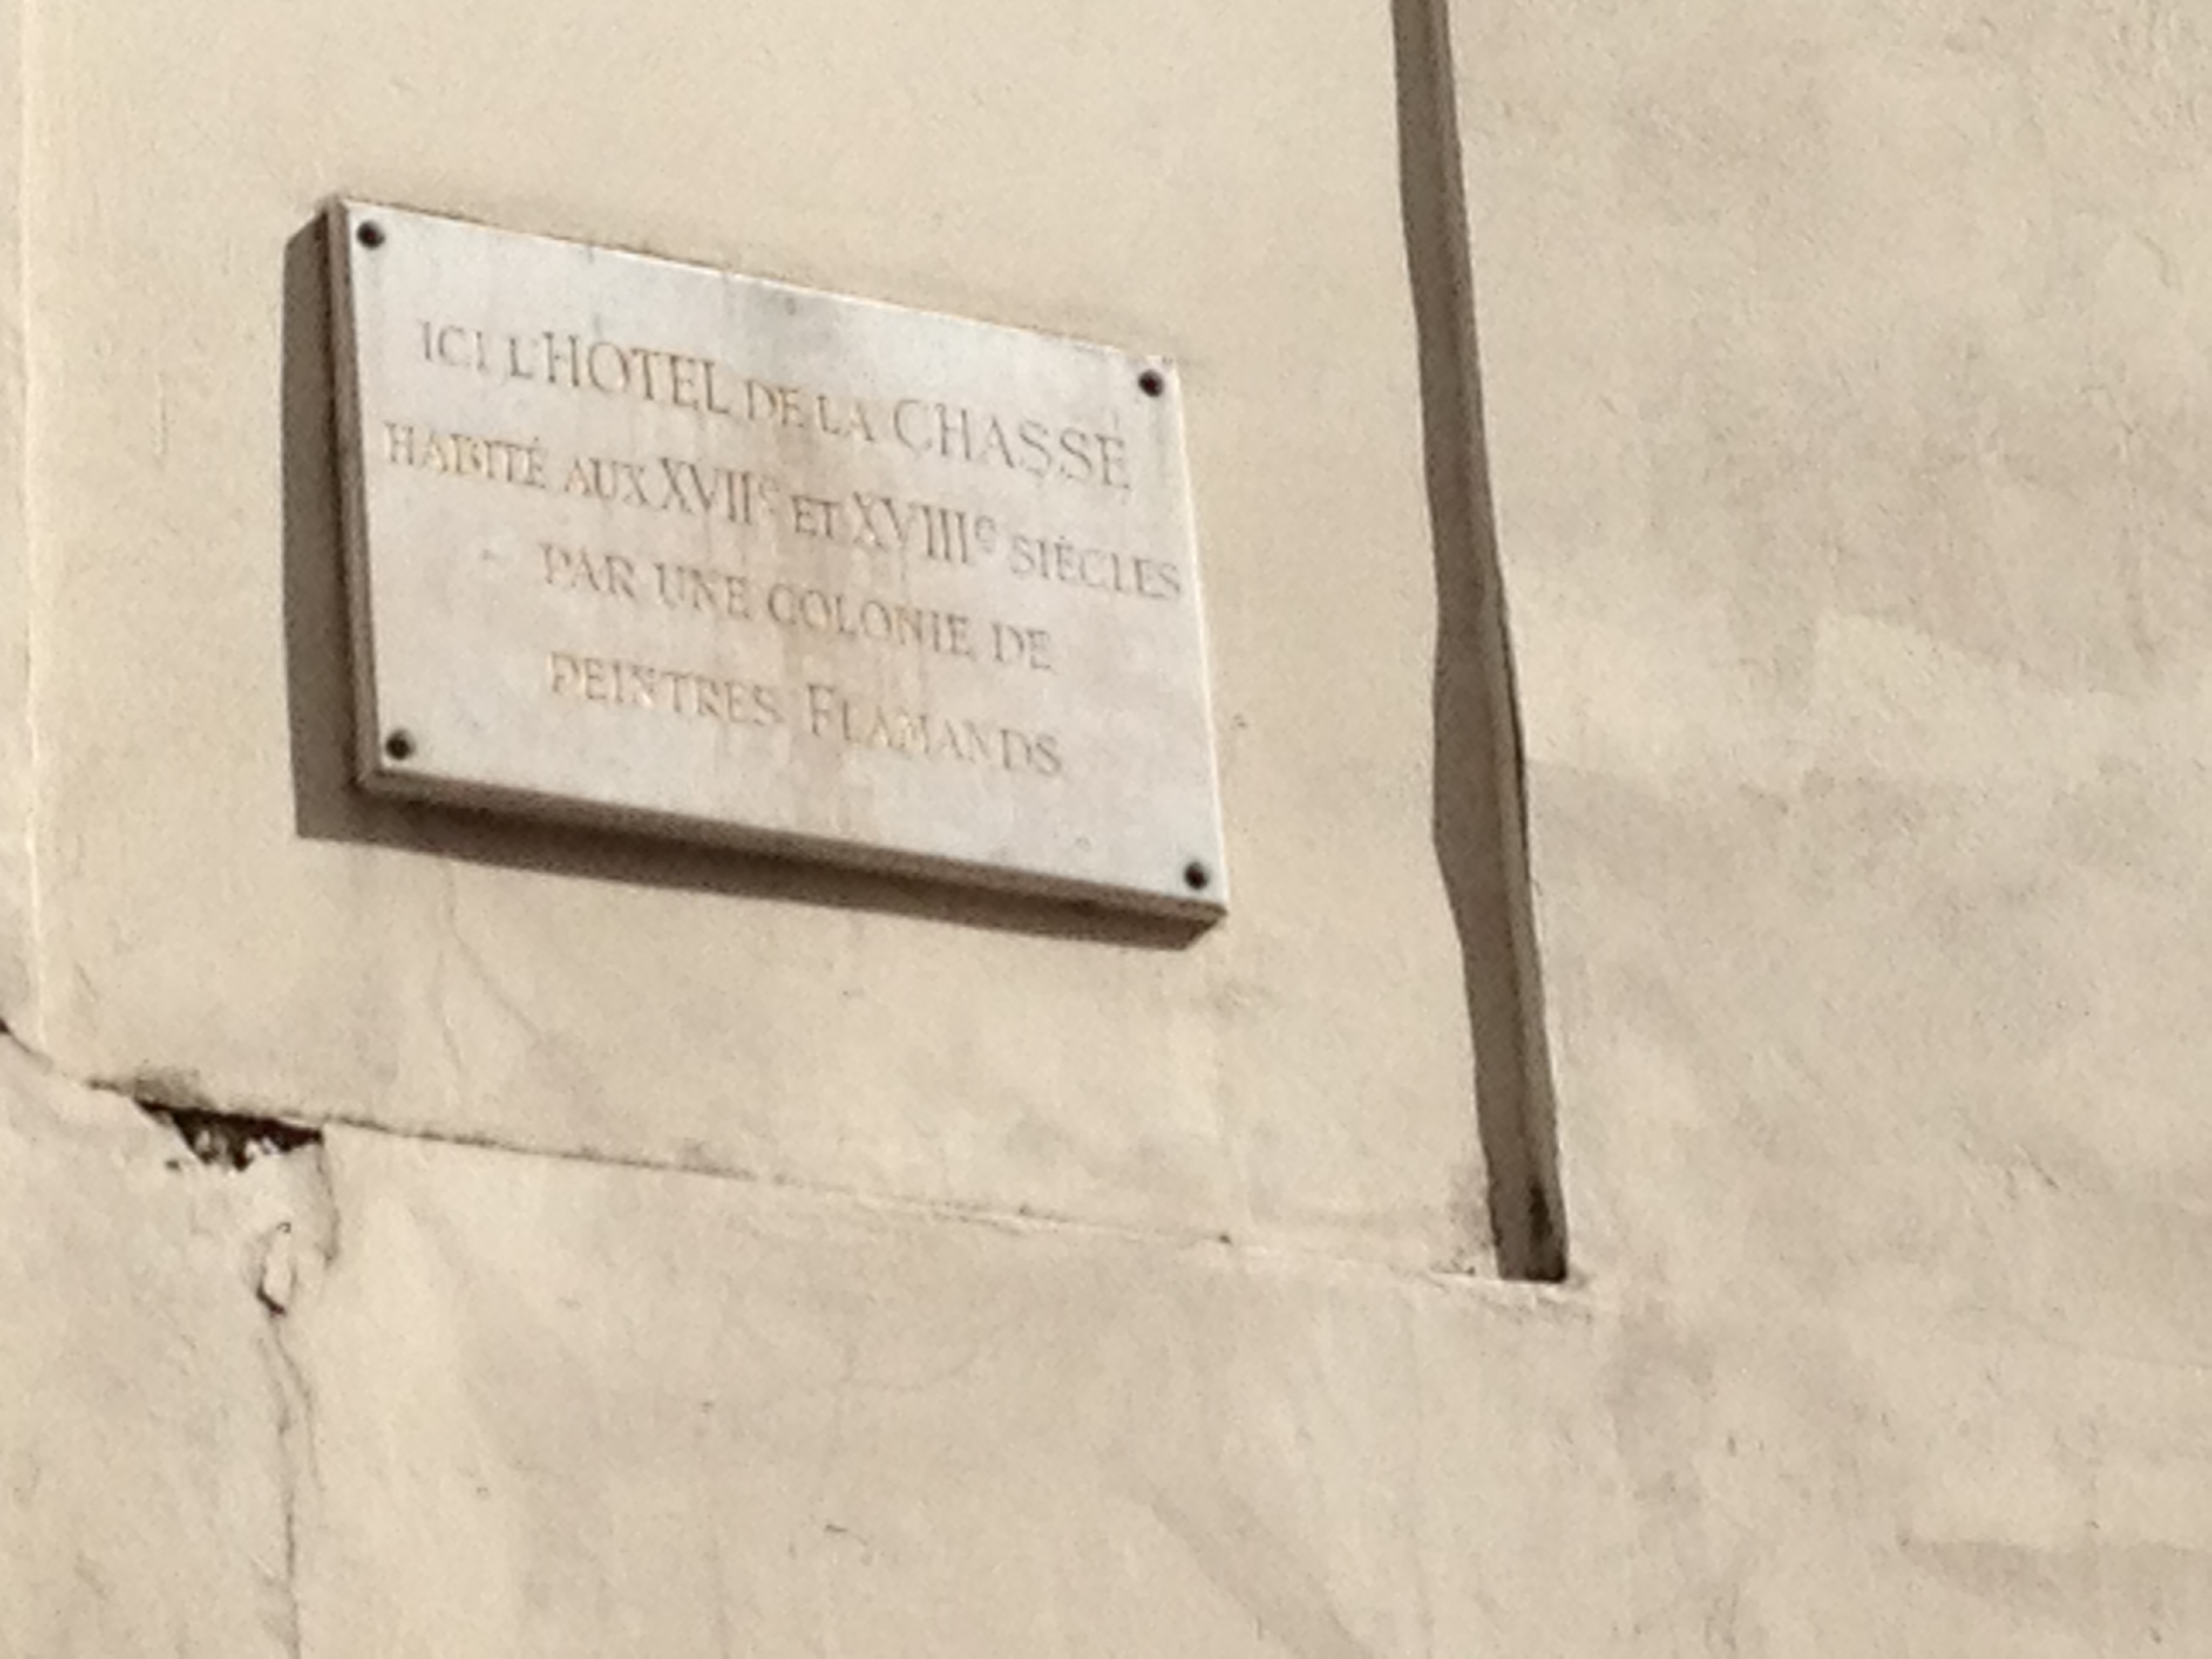 ICI L'HOTEL DE LA CHASSE
HABITÉ AUX XVIIe ET XVIIIe SIÈCLES
PAR UNE COLONIE DE
PEINTRES FLAMANDS